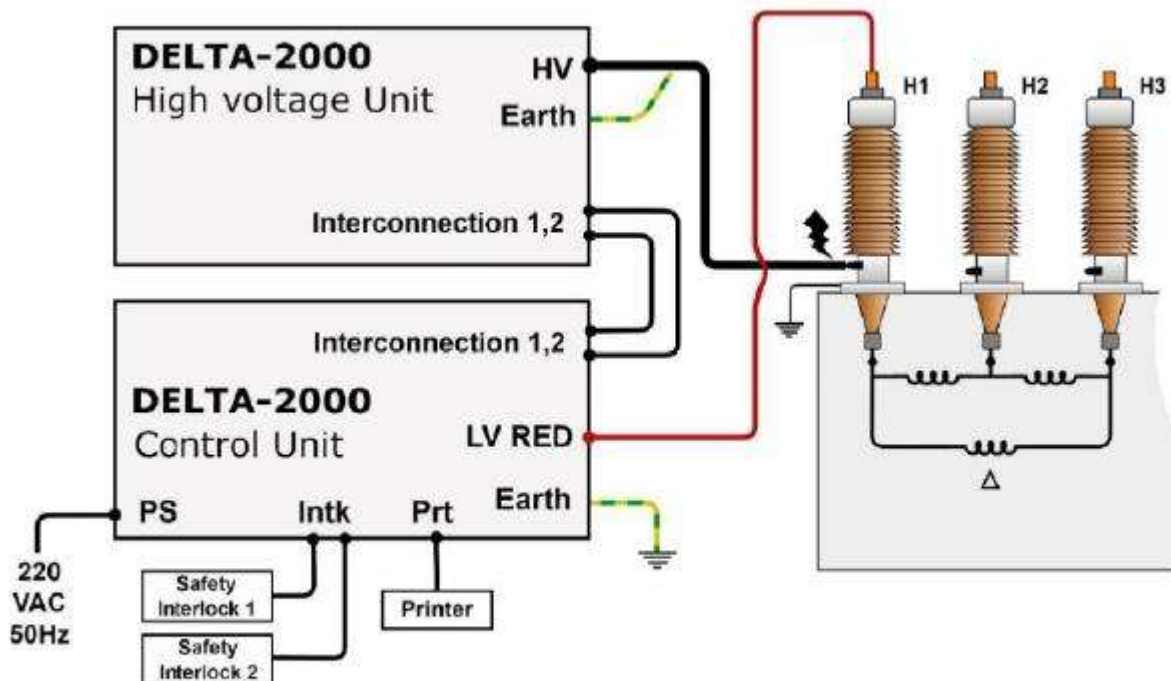 DELTA-2000
High voltage Unit
HV
Earth
Interconnection 1,2
H1
H2
H3
Interconnection 1,2
DELTA-2000
Control Unit
LV RED
Earth
PS
Intk
Prt
220
VAC
50Hz
Safety
Interlock 1
Safety
Interlock 2
Printer
Δ